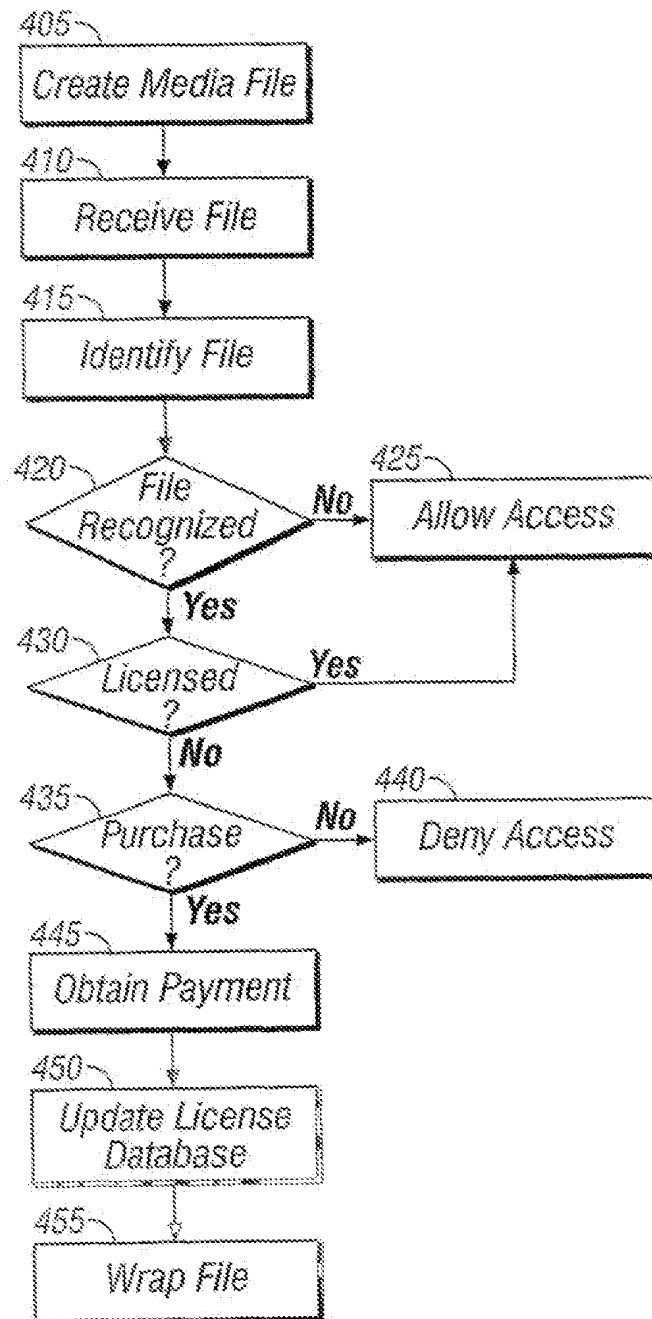 405
Create Media File
410
Receive File
415
Identify File
420
File
Recognized
?
No
425
Allow Access
Yes
430
Licensed
?
Yes
No
435
Purchase
?
No
440
Deny Access
Yes
445
Obtain Payment
450
Update License
Database
455
Wrap File